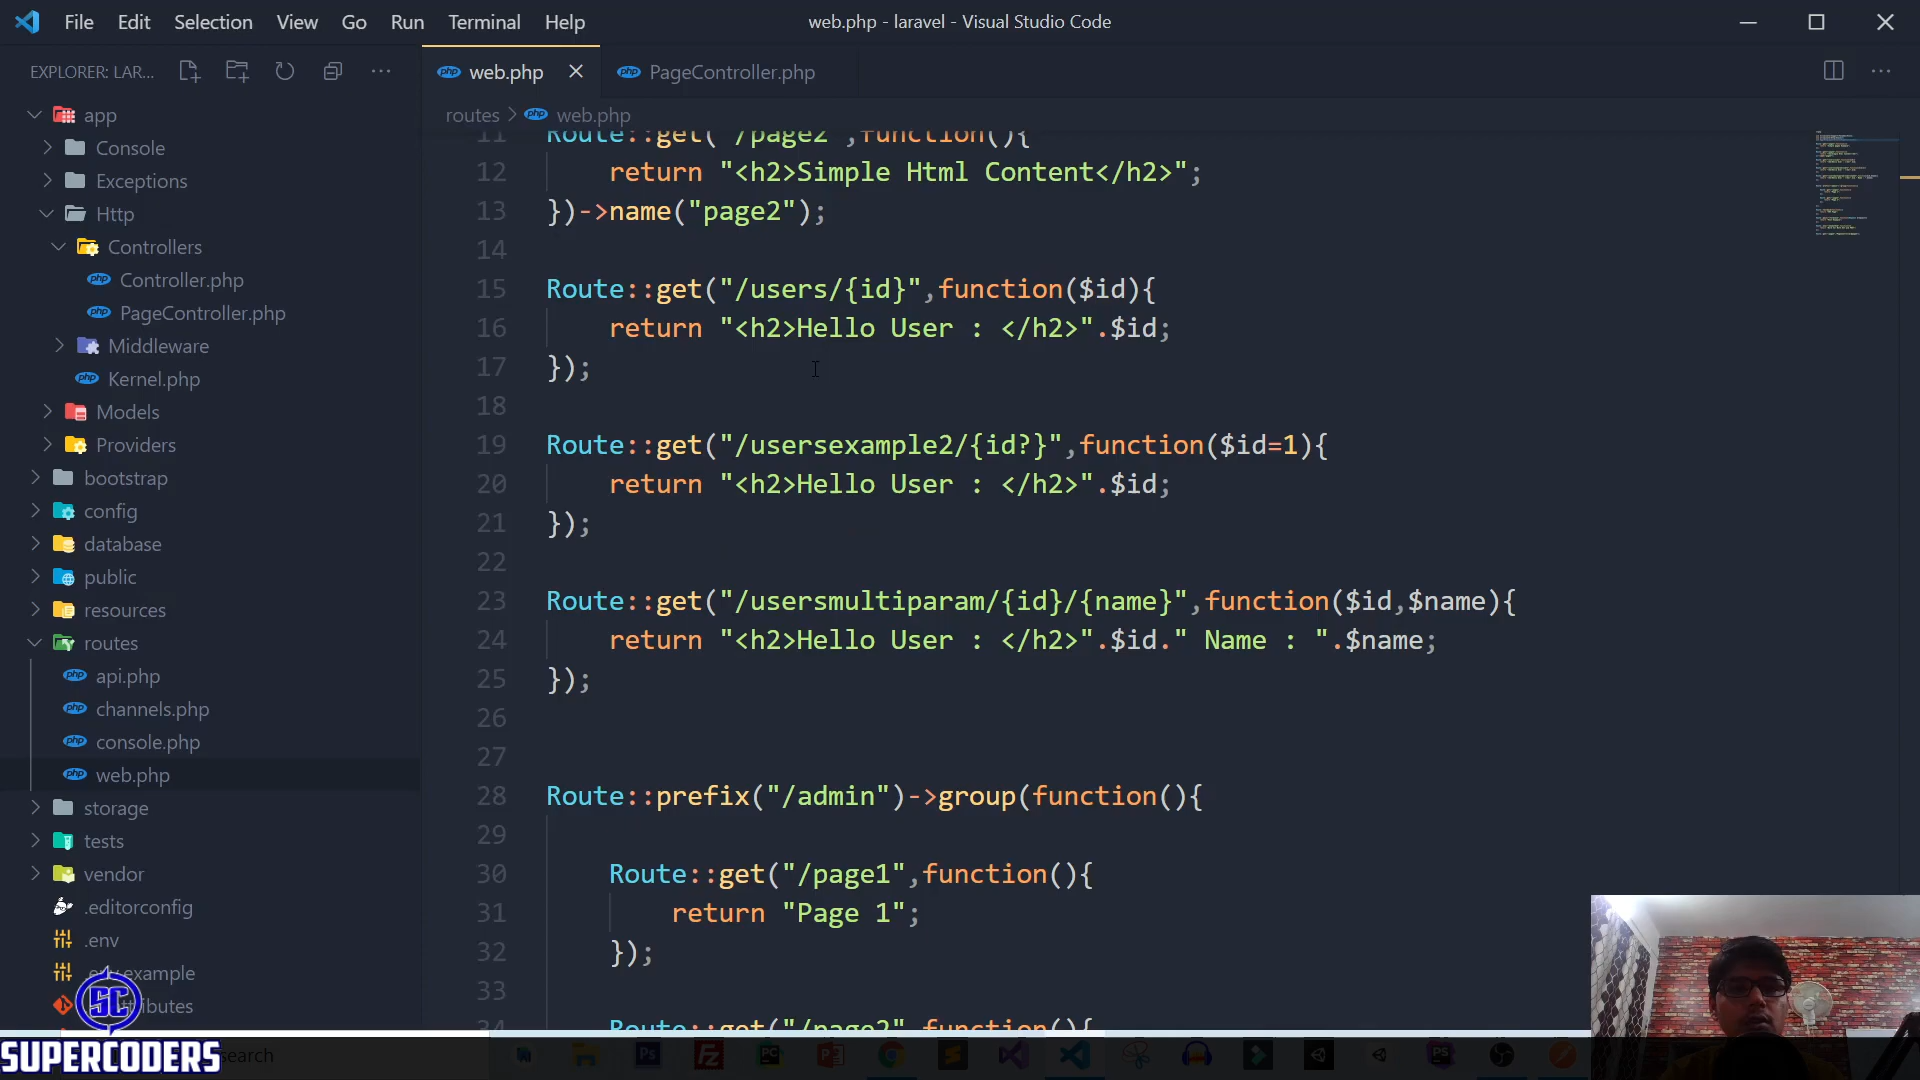 File Edit Selection View Go Run Terminal Help
web.php - laravel - Visual Studio Code
EXPLORER: LAR...
web.php
PageController.php
routes > web.php
app
Console
Exceptions
Http
Controllers
Controller.php
PageController.php
Middleware
Kernel.php
Models
Providers
bootstrap
config
database
public
resources
routes
api.php
channels.php
console.php
web.php
storage
tests
vendor
.editorconfig
.env
.env.example
11 Route::get("/page2",function(){
12 return "<h2>Simple Html Content</h2>";
13 })->name("page2");
14
15 Route::get("/users/{id}",function($id){
16 return "<h2>Hello User : </h2>".$id;
17 });
18
19 Route::get("/usersexample2/{id?}",function($id=1){
20 return "<h2>Hello User : </h2>".$id;
21 });
22
23 Route::get("/usersmultiparam/{id}/{name}",function($id,$name){
24 return "<h2>Hello User : </h2>".$id." Name : ".$name;
25 });
26
27
28 Route::prefix("/admin")->group(function(){
29
30 Route::get("/page1",function(){
31 return "Page 1";
32 });
33
34 Route::get("/page2",function(){
SC
SUPERCODERS
search